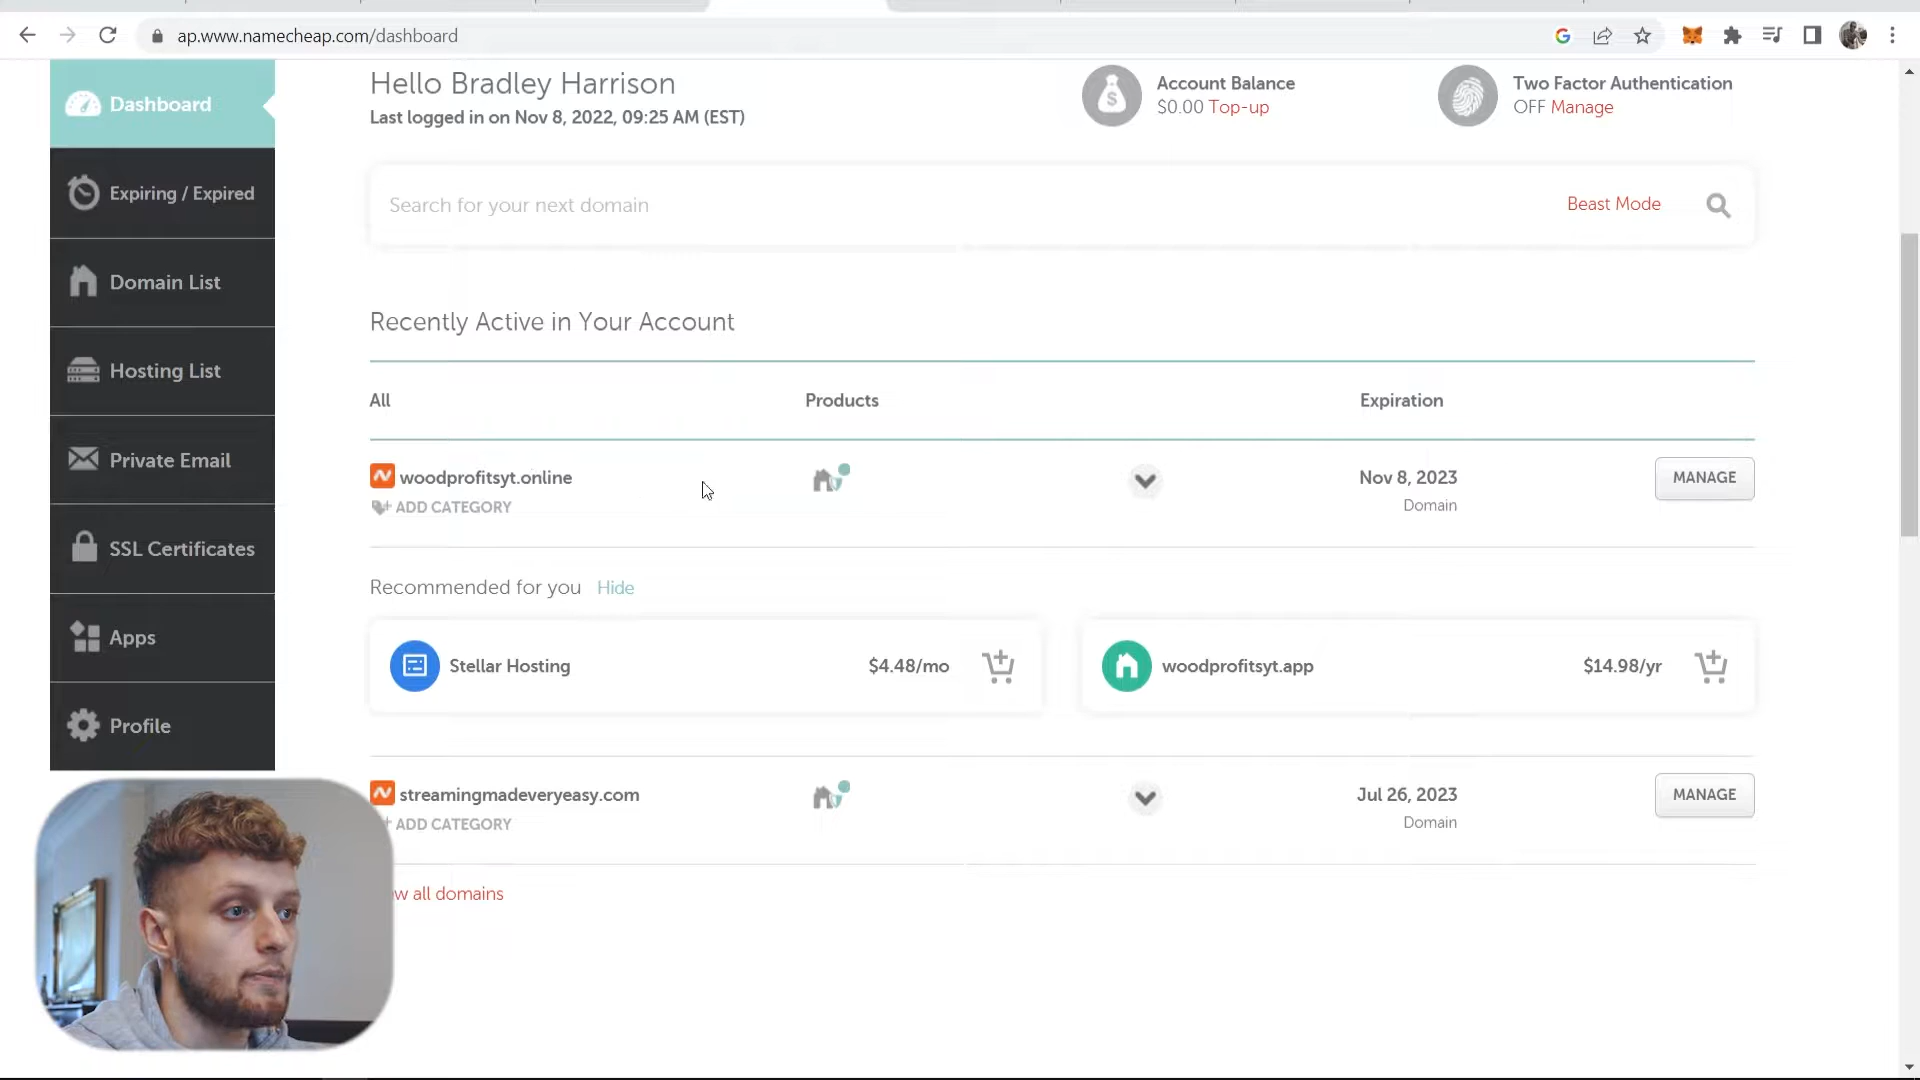 ap.www.namecheap.com/dashboard
Dashboard
Expiring / Expired
Domain List
Hosting List
Private Email
SSL Certificates
Apps
Profile
Hello Bradley Harrison
Last logged in on Nov 8, 2022, 09:25 AM (EST)
Account Balance
$0.00 Top-up
Two Factor Authentication
OFF Manage
Search for your next domain
Beast Mode
Recently Active in Your Account
All Products Expiration
woodprofitsyt.online Nov 8, 2023 MANAGE
ADD CATEGORY Domain
Recommended for you Hide
Stellar Hosting $4.48/mo
woodprofitsyt.app $14.98/yr
streamingmadeveryeasy.com Jul 26, 2023 MANAGE
ADD CATEGORY Domain
w all domains